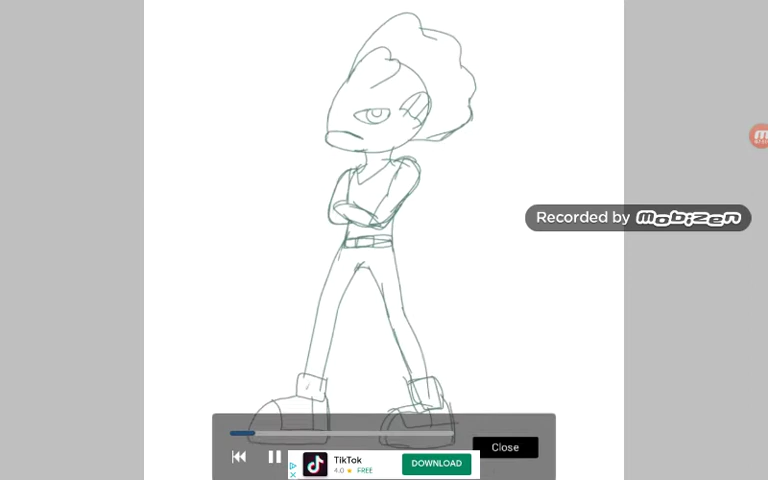 Recorded by mobizen
Close
TikTok
4.0 ★ FREE
DOWNLOAD